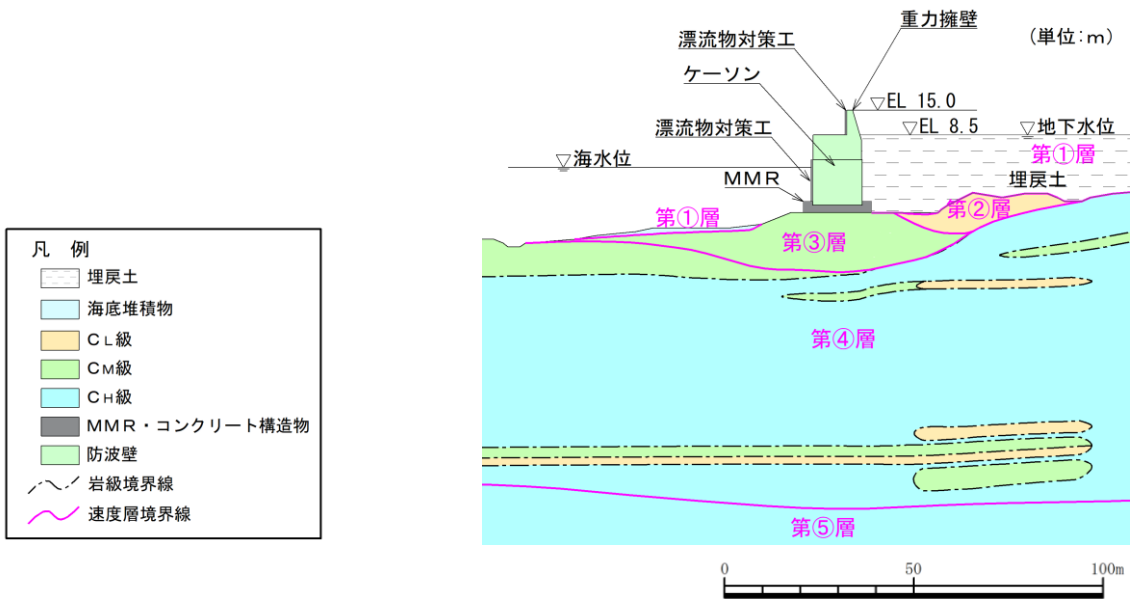 重力擁壁
(単位:m)
漂流物対策工
ケーソン
▽EL 15.0
漂流物対策工
▽EL 8.5
▽地下水位
第①層
▽海水位
埋戻土
MMR
第②層
第①層
第③層
第④層
第⑤層
凡 例
埋戻土
海底堆積物
CL級
CM級
CH級
MMR・コンクリート構造物
防波壁
岩級境界線
速度層境界線
0 50 100m